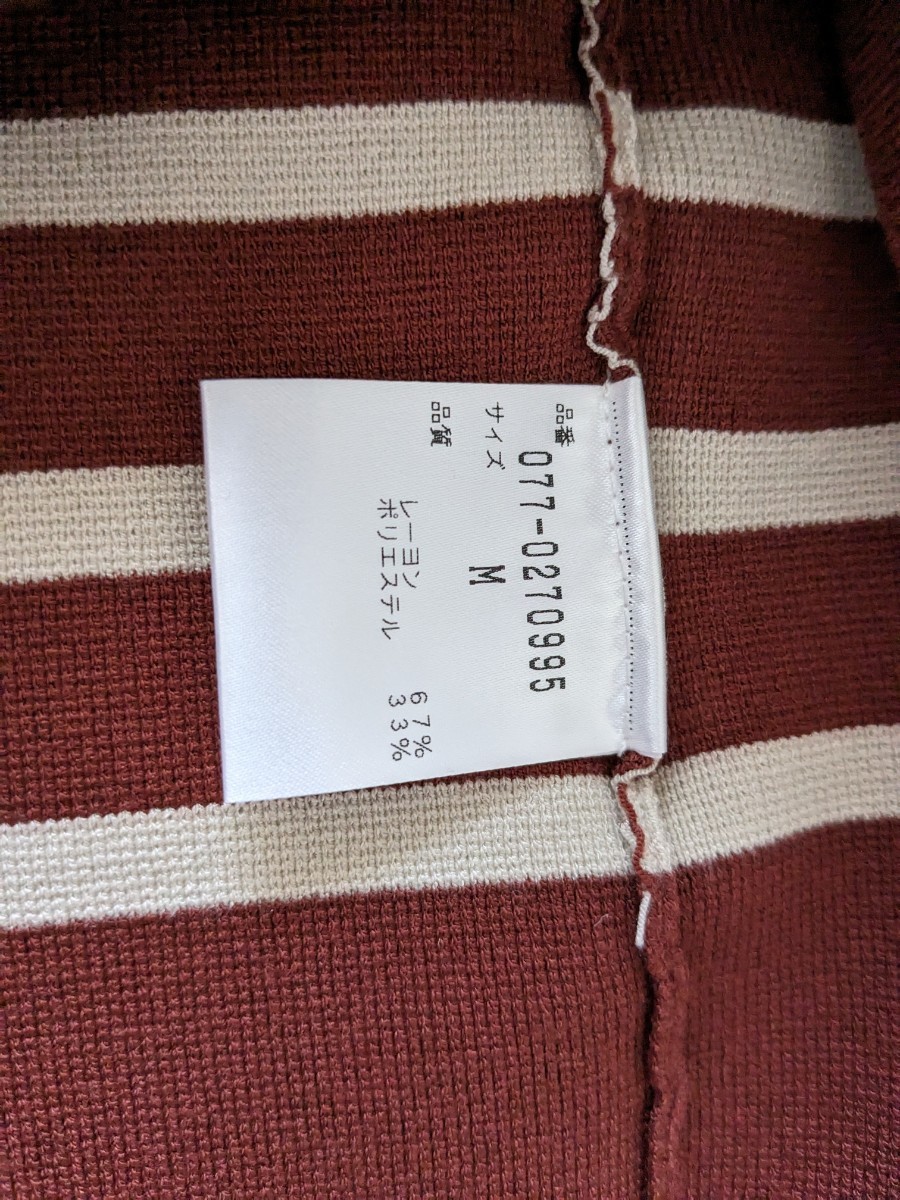 品番 077-0270995
サイズ M
品質
レーヨン 67%
ポリエステル 33%